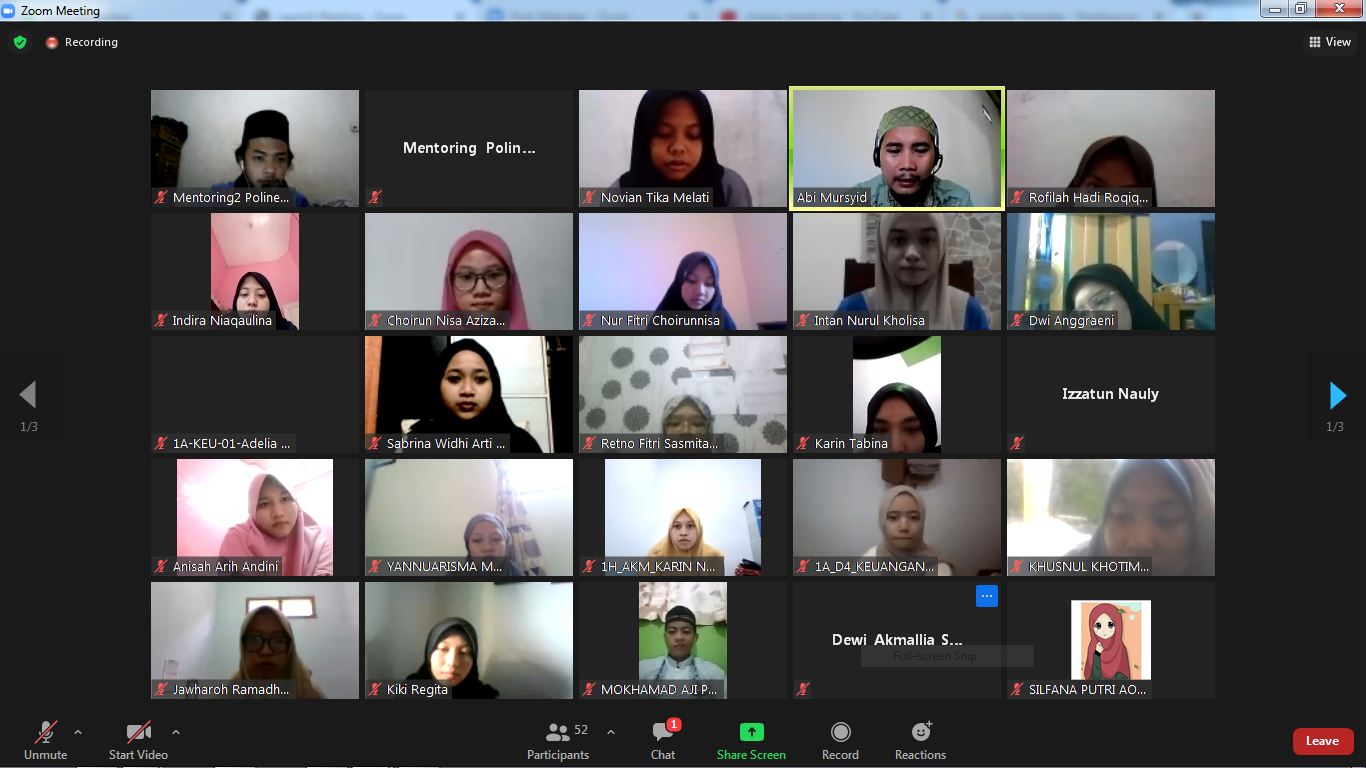 Zoom Meeting
Recording
View
Mentoring2 Poline...
Mentoring Polin...
Novian Tika Melati
Abi Mursyid
Rofilah Hadi Roqiq...
Indira Niaqaulina
Choirun Nisa Aziza...
Nur Fitri Choirunnisa
Intan Nurul Kholisa
Dwi Anggraeni
1A-KEU-01-Adelia ...
Sabrina Widhi Arti ...
Retno Fitri Sasmita...
Karin Tabina
Izzatun Nauly
1/3
1/3
Anisah Arih Andini
YANNUARISMA M...
1H_AKM_KARIN N...
1A_D4_KEUANGAN...
KHUSNUL KHOTIM...
Jawharoh Ramadh...
Kiki Regita
MOKHAMAD AJI P...
Dewi Akmallia S...
Full-screen Snip
SILFANA PUTRI AO...
Unmute
Start Video
Participants 52
Chat 1
Share Screen
Record
Reactions
Leave